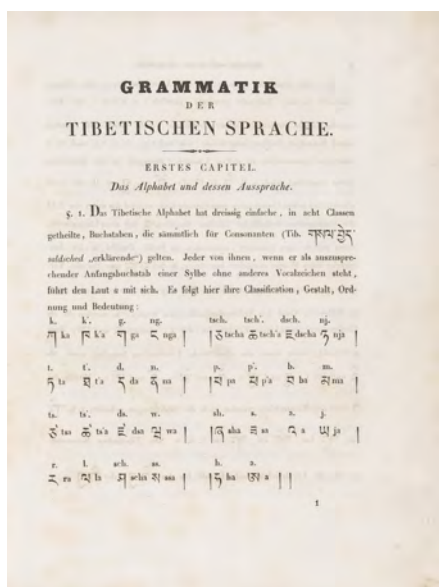 GRAMMATIK
DER
TIBETISCHEN SPRACHE.
ERSTES CAPITEL.
Das Alphabet und dessen Aussprache.
§. 1. Das Tibetische Alphabet hat dreissig einfache, in acht Classen
getheilte, Buchstaben, die sämmtlich für Consonanten (Tib. གསལ་བྱེད་
„erklärende“) gelten. Jeder von ihnen, wenn er als auszuspre-
chender Anfangsbuchstab einer Sylbe ohne anderes Vocalzeichen steht,
führt den Laut a mit sich. Es folgt hier ihre Classification, Gestalt, Ord-
nung und Bedeutung:
k. k'. g. ng. tsch. tsch'. dsch. nj.
ཀ ka ཁ k'a ག ga ང nga | ཅ tscha ཆ tsch'a ཇ dscha ཉ nja |
t. t'. d. n. p. p'. b. m.
ཏ ta ཐ t'a ད da ན na | པ pa ཕ p'a བ ba མ ma |
ts. ts'. ds. w. sh. s. j.
ཙ tsa ཚ ts'a ཛ dsa ཝ wa | ཞ sha ཟ sa འ a ཡ ja |
r. l. sch. ss. h.
ར ra ལ la ཤ scha ས ssa | ཧ ha ཨ a | |
1